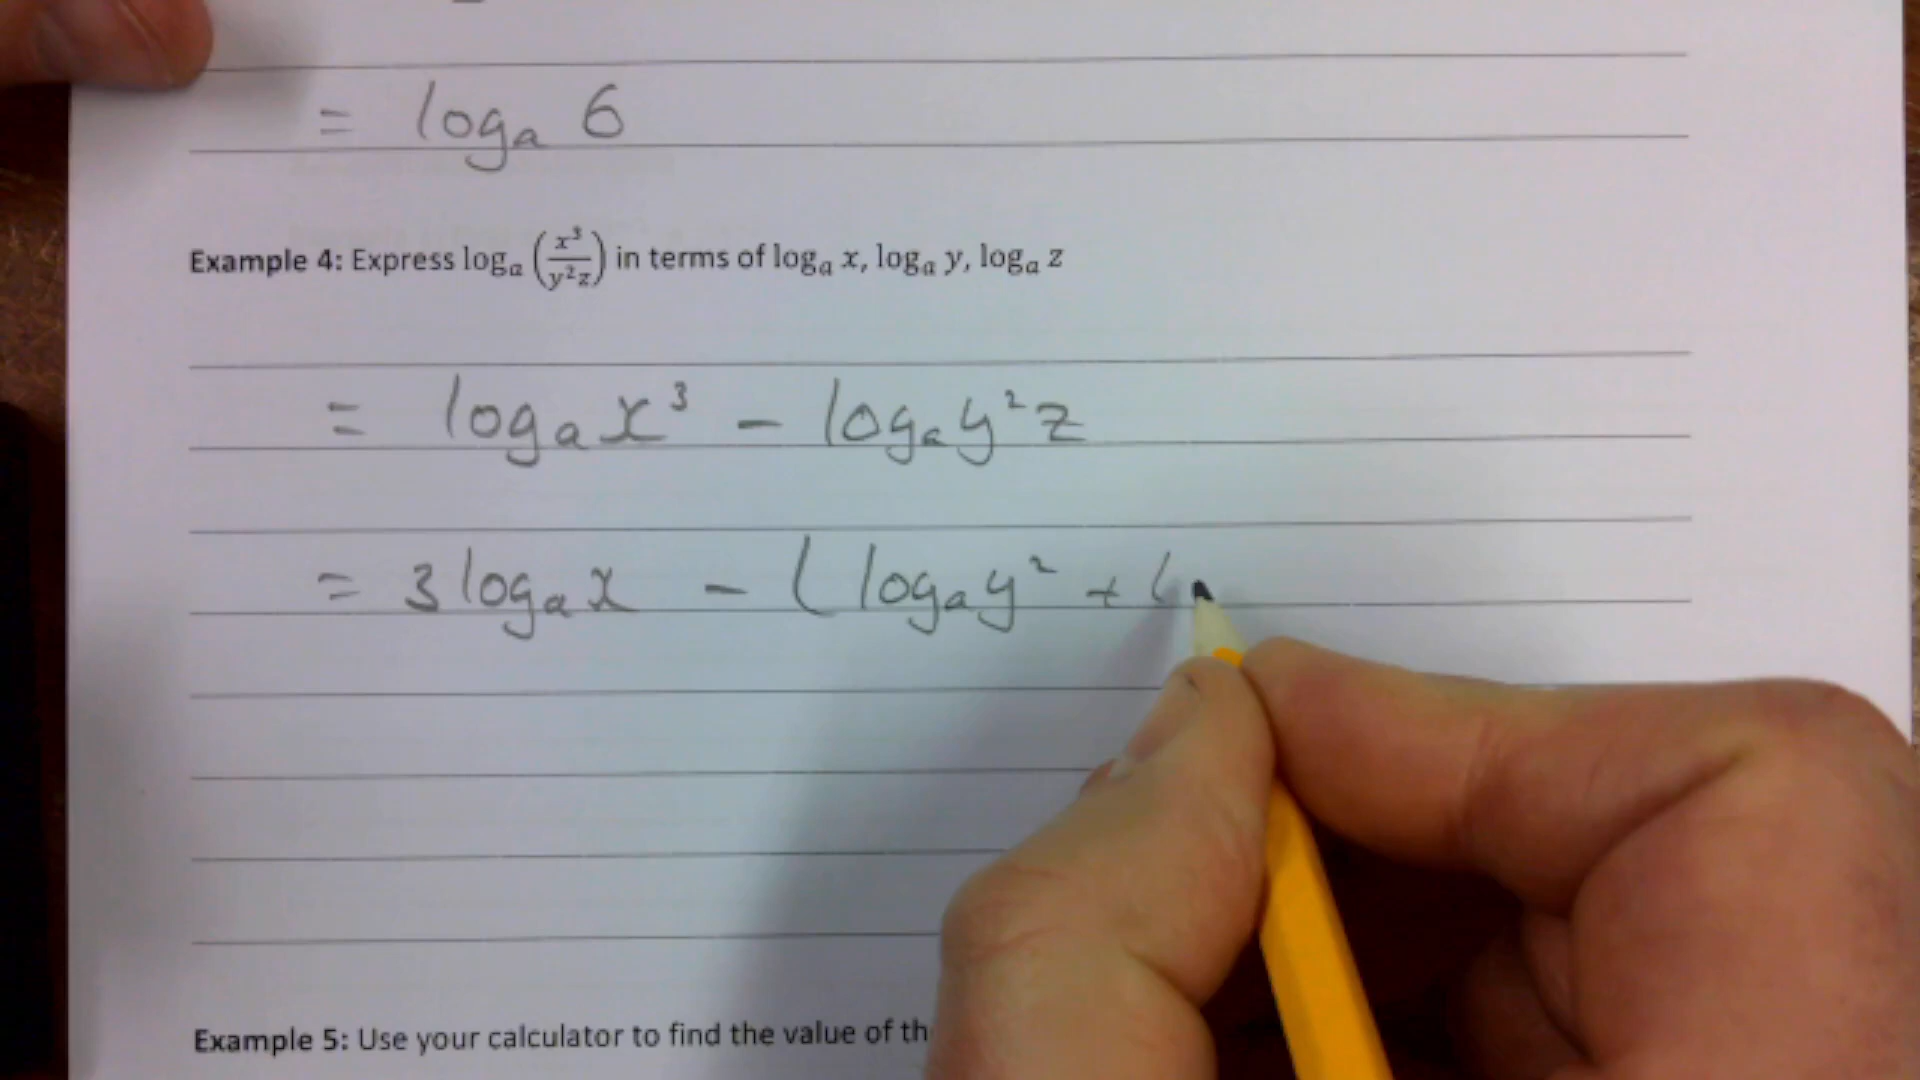 = logₐ 6
Example 4: Express logₐ (x³/y²z) in terms of logₐ x, logₐ y, logₐ z
= logₐ x³ − logₐ y²z
= 3 logₐ x − ( logₐ y² + l
Example 5: Use your calculator to find the value of